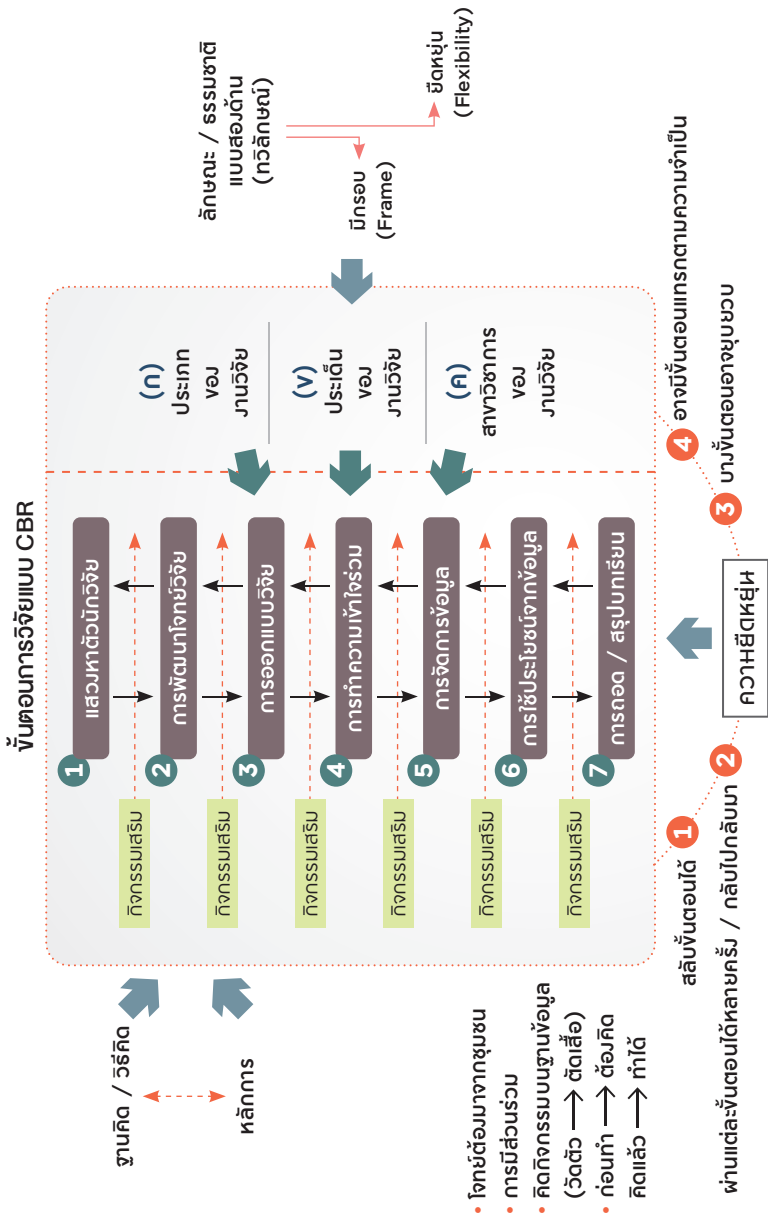 ขั้นตอนการวิจัยแบบ CBR
ฐานคิด / วิธีคิด
หลักการ
• โจทย์ต้องมาจากชุมชน
• การมีส่วนร่วม
• คิดกิจกรรมบนฐานข้อมูล
(วัดตัว → ตัดเสื้อ)
• ก่อนทำ → ต้องคิด
คิดแล้ว → ทำได้
1 แสวงหาตัวนักวิจัย
กิจกรรมเสริม
2 การพัฒนาโจทย์วิจัย
กิจกรรมเสริม
3 การออกแบบวิจัย
กิจกรรมเสริม
4 การทำความเข้าใจร่วม
กิจกรรมเสริม
5 การจัดการข้อมูล
กิจกรรมเสริม
6 การใช้ประโยชน์จากข้อมูล
กิจกรรมเสริม
7 การถอด / สรุปบทเรียน
(ก)
ประเภท
ของ
งานวิจัย
(ข)
ประเด็น
ของ
งานวิจัย
(ค)
สาขาวิชาการ
ของ
งานวิจัย
ลักษณะ / ธรรมชาติ
แบบสองด้าน
(ทวิลักษณ์)
มีกรอบ
(Frame)
ยืดหยุ่น
(Flexibility)
ความยืดหยุ่น
1 สลับขั้นตอนได้
2 ผ่านแต่ละขั้นตอนได้หลายครั้ง / กลับไปกลับมา
3 บางขั้นตอนอาจยุบรวม
4 อาจมีขั้นตอนแทรกตามความจำเป็น